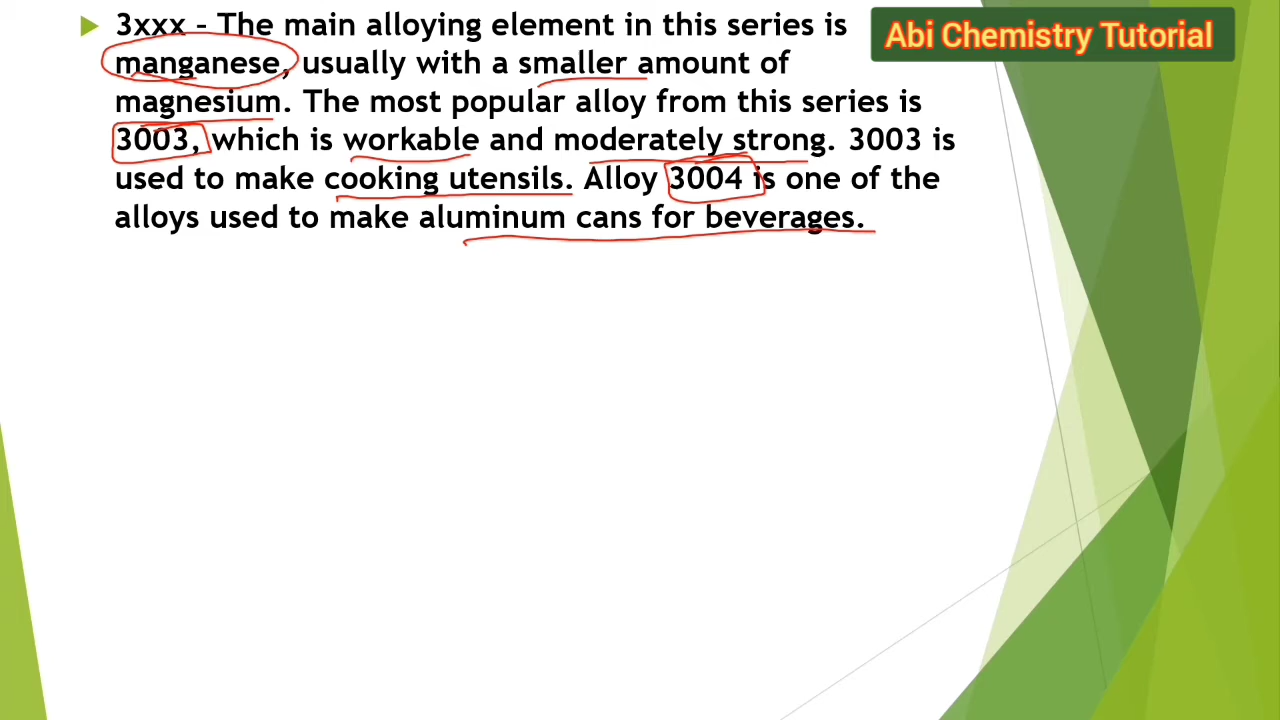 3xxx – The main alloying element in this series is
manganese, usually with a smaller amount of
magnesium. The most popular alloy from this series is
3003, which is workable and moderately strong. 3003 is
used to make cooking utensils. Alloy 3004 is one of the
alloys used to make aluminum cans for beverages.
Abi Chemistry Tutorial